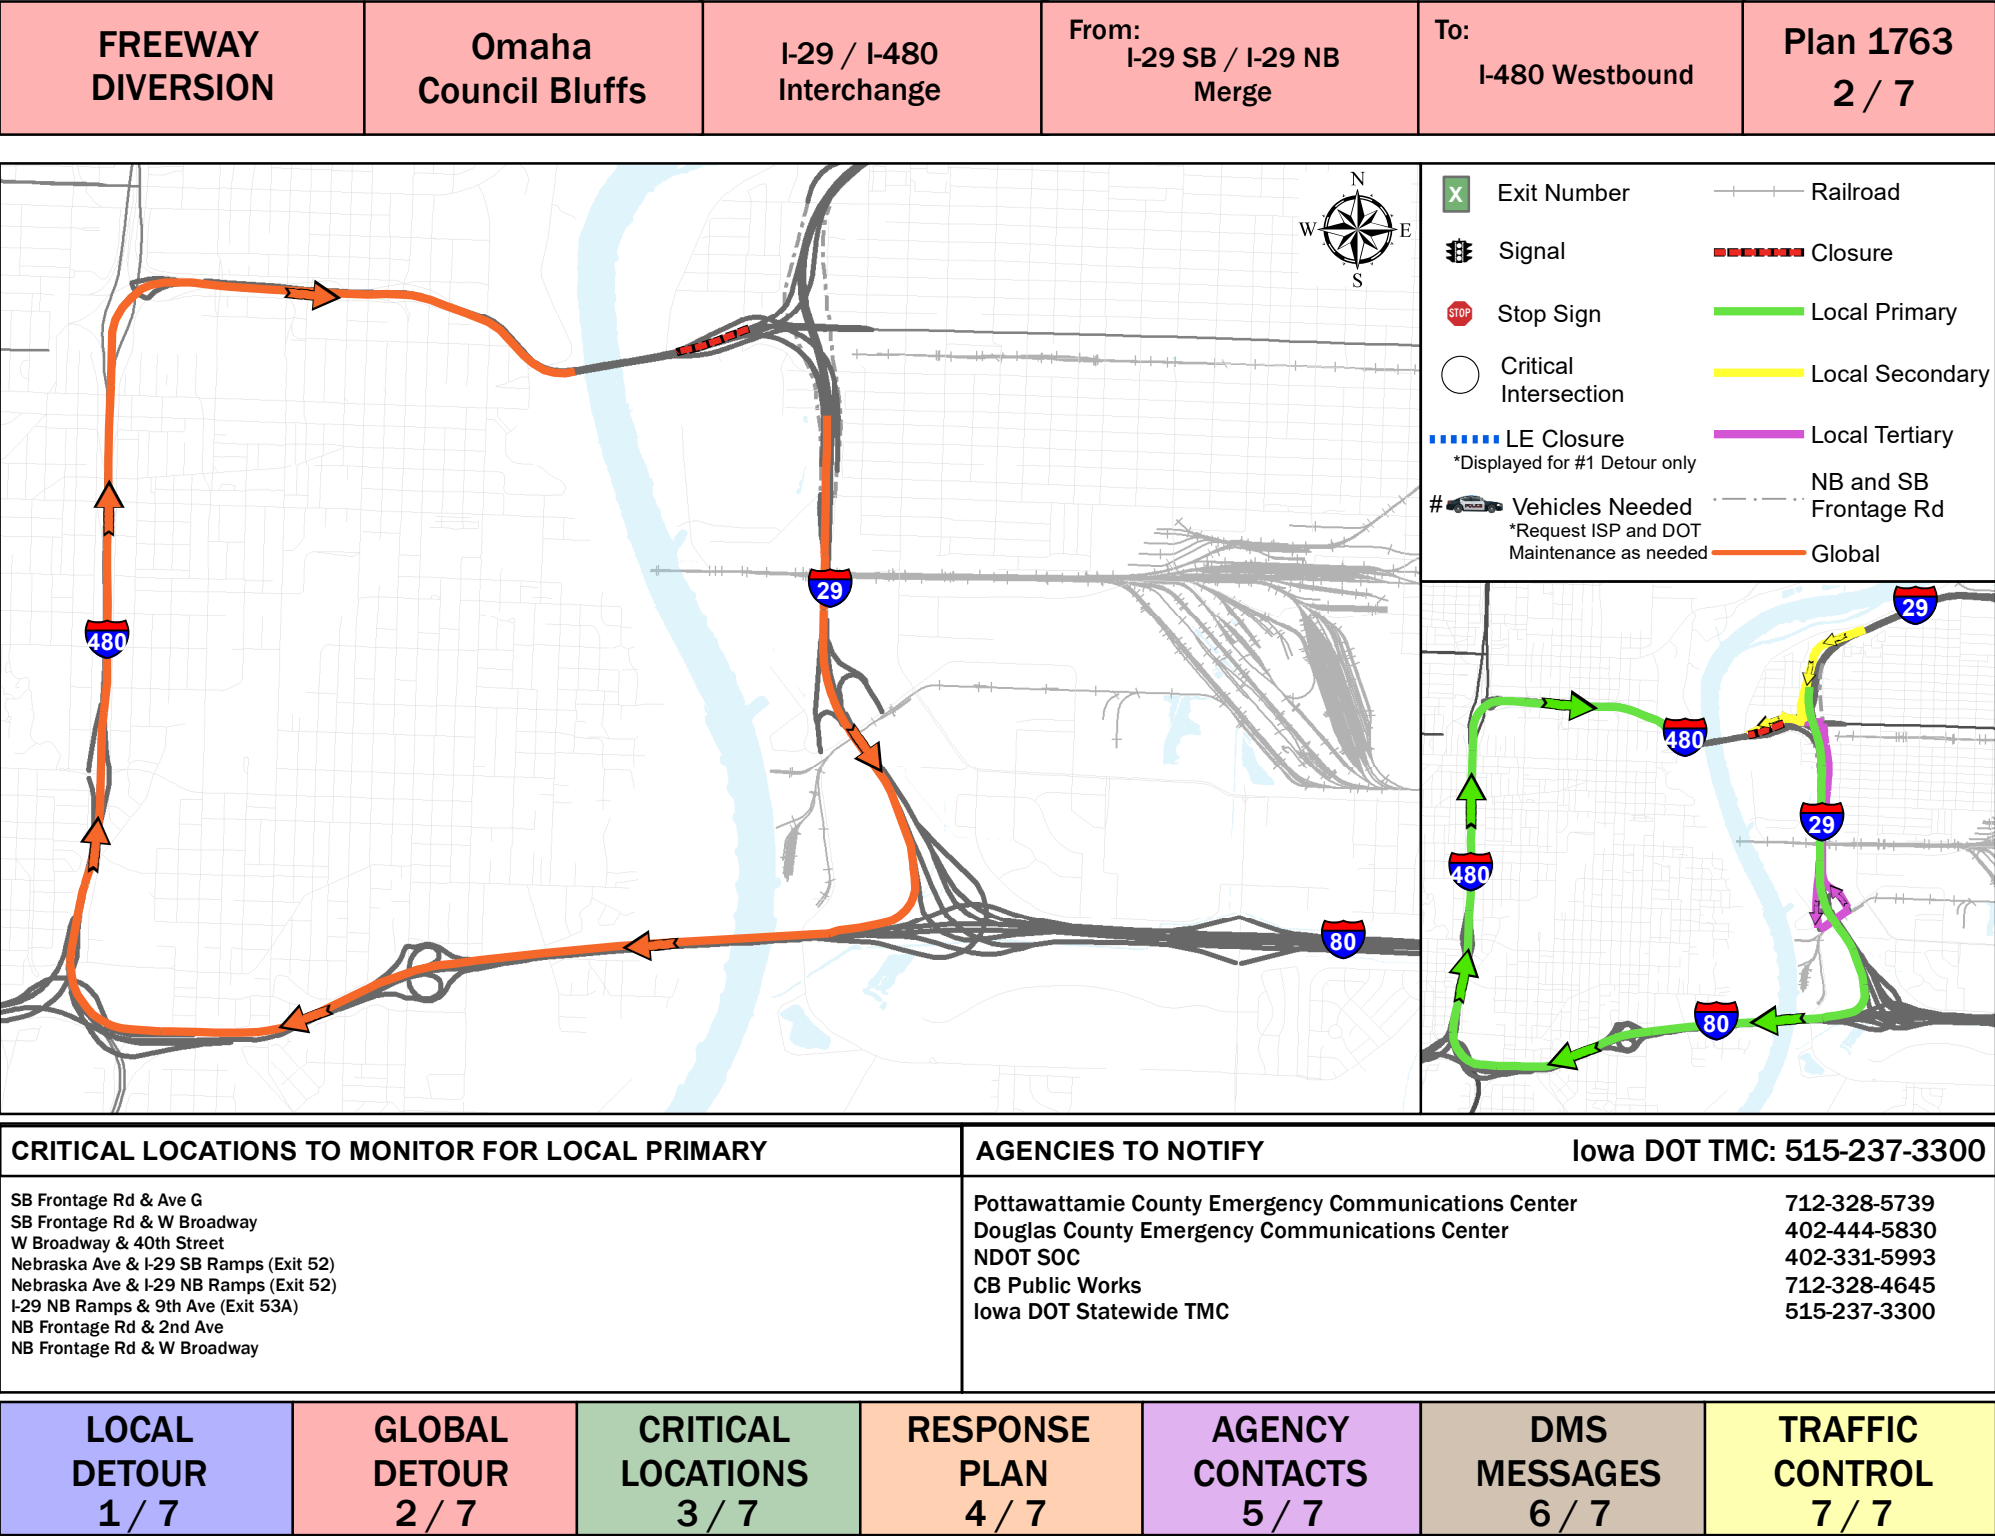 FREEWAY
DIVERSION
Omaha
Council Bluffs
I-29 / I-480
Interchange
From:
I-29 SB / I-29 NB
Merge
To:
I-480 Westbound
Plan 1763
2 / 7
N
W
E
S
480
29
80
X
Exit Number
Signal
STOP
Stop Sign
Critical
Intersection
LE Closure
*Displayed for #1 Detour only
#
POLICE
Vehicles Needed
*Request ISP and DOT
Maintenance as needed
Railroad
Closure
Local Primary
Local Secondary
Local Tertiary
NB and SB
Frontage Rd
Global
29
480
29
480
80
CRITICAL LOCATIONS TO MONITOR FOR LOCAL PRIMARY
SB Frontage Rd & Ave G
SB Frontage Rd & W Broadway
W Broadway & 40th Street
Nebraska Ave & I-29 SB Ramps (Exit 52)
Nebraska Ave & I-29 NB Ramps (Exit 52)
I-29 NB Ramps & 9th Ave (Exit 53A)
NB Frontage Rd & 2nd Ave
NB Frontage Rd & W Broadway
AGENCIES TO NOTIFY
Iowa DOT TMC: 515-237-3300
Pottawattamie County Emergency Communications Center 712-328-5739
Douglas County Emergency Communications Center 402-444-5830
NDOT SOC 402-331-5993
CB Public Works 712-328-4645
Iowa DOT Statewide TMC 515-237-3300
LOCAL
DETOUR
1 / 7
GLOBAL
DETOUR
2 / 7
CRITICAL
LOCATIONS
3 / 7
RESPONSE
PLAN
4 / 7
AGENCY
CONTACTS
5 / 7
DMS
MESSAGES
6 / 7
TRAFFIC
CONTROL
7 / 7